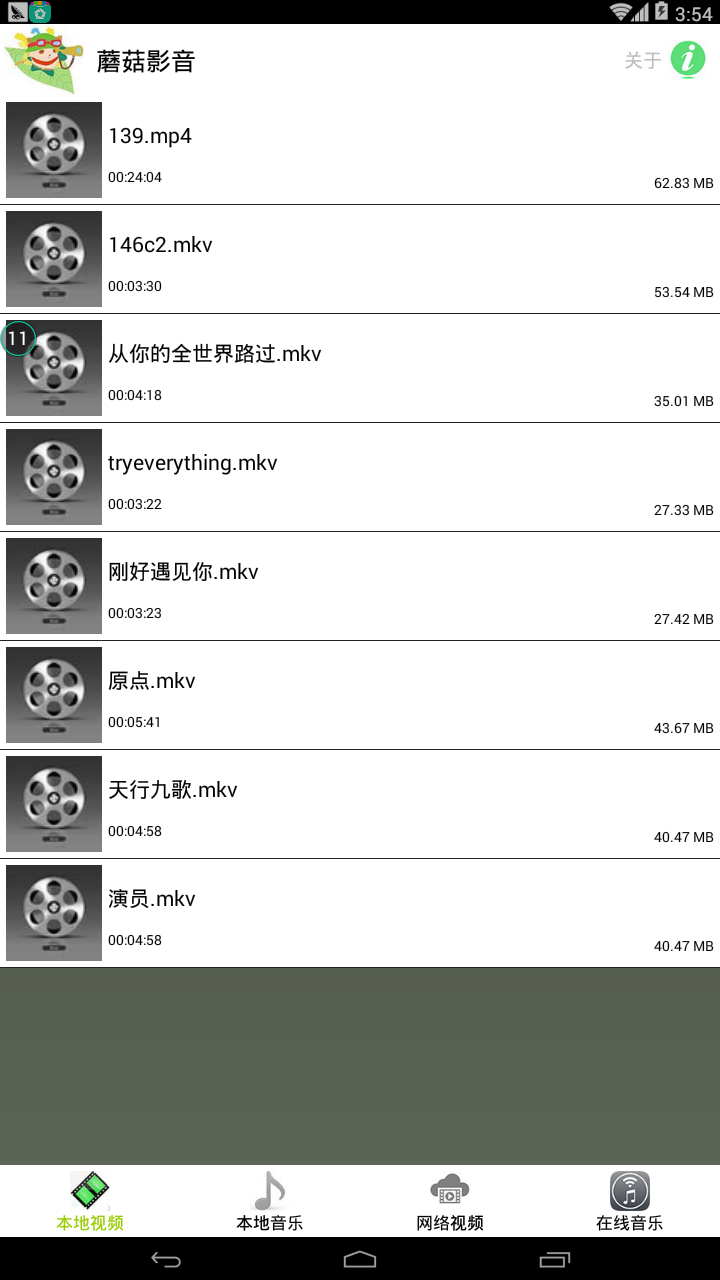 3:54
蘑菇影音
关于
139.mp4
00:24:04
62.83 MB
146c2.mkv
00:03:30
53.54 MB
11
从你的全世界路过.mkv
00:04:18
35.01 MB
tryeverything.mkv
00:03:22
27.33 MB
刚好遇见你.mkv
00:03:23
27.42 MB
原点.mkv
00:05:41
43.67 MB
天行九歌.mkv
00:04:58
40.47 MB
演员.mkv
00:04:58
40.47 MB
本地视频
本地音乐
网络视频
在线音乐